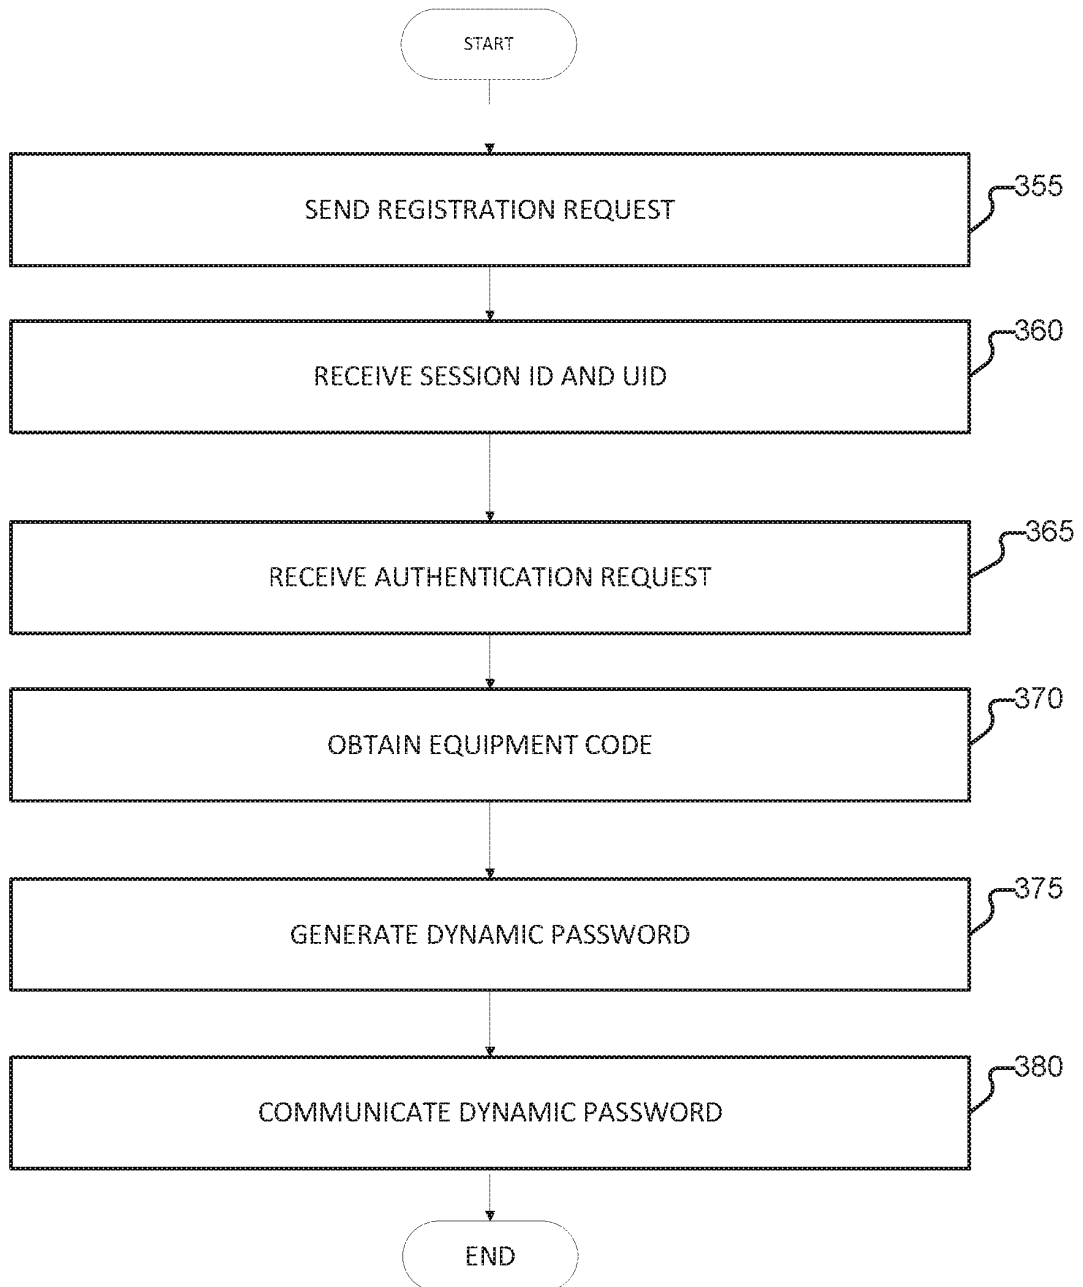 START
SEND REGISTRATION REQUEST
355
RECEIVE SESSION ID AND UID
360
RECEIVE AUTHENTICATION REQUEST
365
OBTAIN EQUIPMENT CODE
370
GENERATE DYNAMIC PASSWORD
375
COMMUNICATE DYNAMIC PASSWORD
380
END